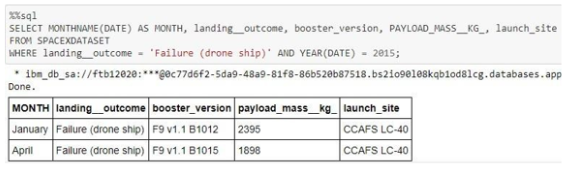 %%sql
SELECT MONTHNAME(DATE) AS MONTH, landing__outcome, booster_version, PAYLOAD_MASS__KG_, launch_site
FROM SPACEXDATASET
WHERE landing__outcome = 'Failure (drone ship)' AND YEAR(DATE) = 2015;
* ibm_db_sa://ftb12020:***@0c77d6f2-5da9-48a9-81f8-86b520b87518.bs2io90l08kqb1od8lcg.databases.app
Done.
MONTH landing__outcome booster_version payload_mass__kg_ launch_site
January Failure (drone ship) F9 v1.1 B1012 2395 CCAFS LC-40
April Failure (drone ship) F9 v1.1 B1015 1898 CCAFS LC-40